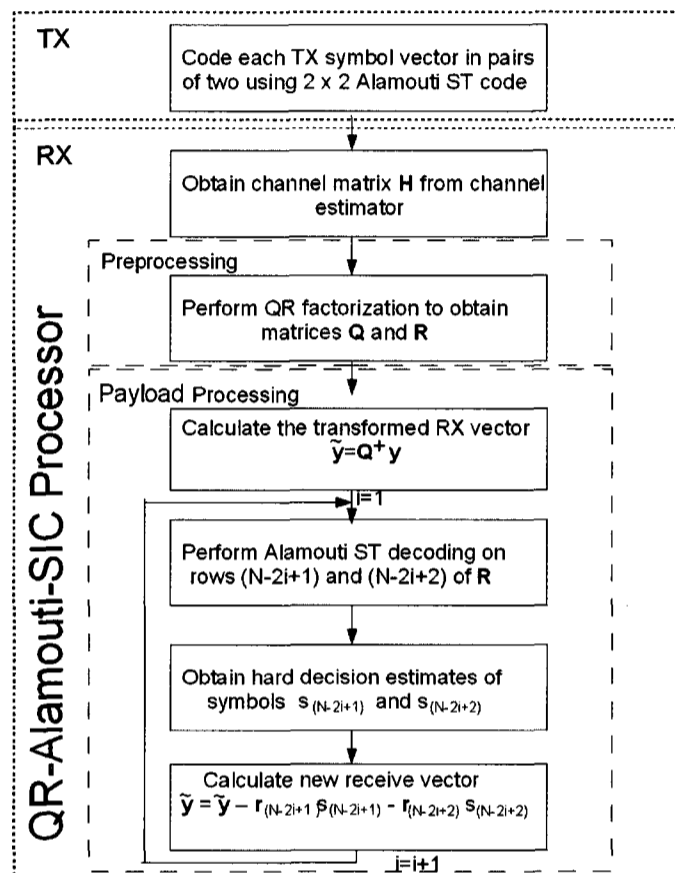 TX
Code each TX symbol vector in pairs
of two using 2 x 2 Alamouti ST code
RX
Obtain channel matrix H from channel
estimator
Preprocessing
Perform QR factorization to obtain
matrices Q and R
Payload Processing
Calculate the transformed RX vector
ỹ=Q⁺y
i=1
Perform Alamouti ST decoding on
rows (N-2i+1) and (N-2i+2) of R
Obtain hard decision estimates of
symbols s₍N-2i+1₎ and s₍N-2i+2₎
Calculate new receive vector
ỹ = ỹ – r₍N-2i+1 s₍N-2i+1₎ - r₍N-2i+2₎ s₍N-2i+2₎
i=i+1
QR-Alamouti-SIC Processor